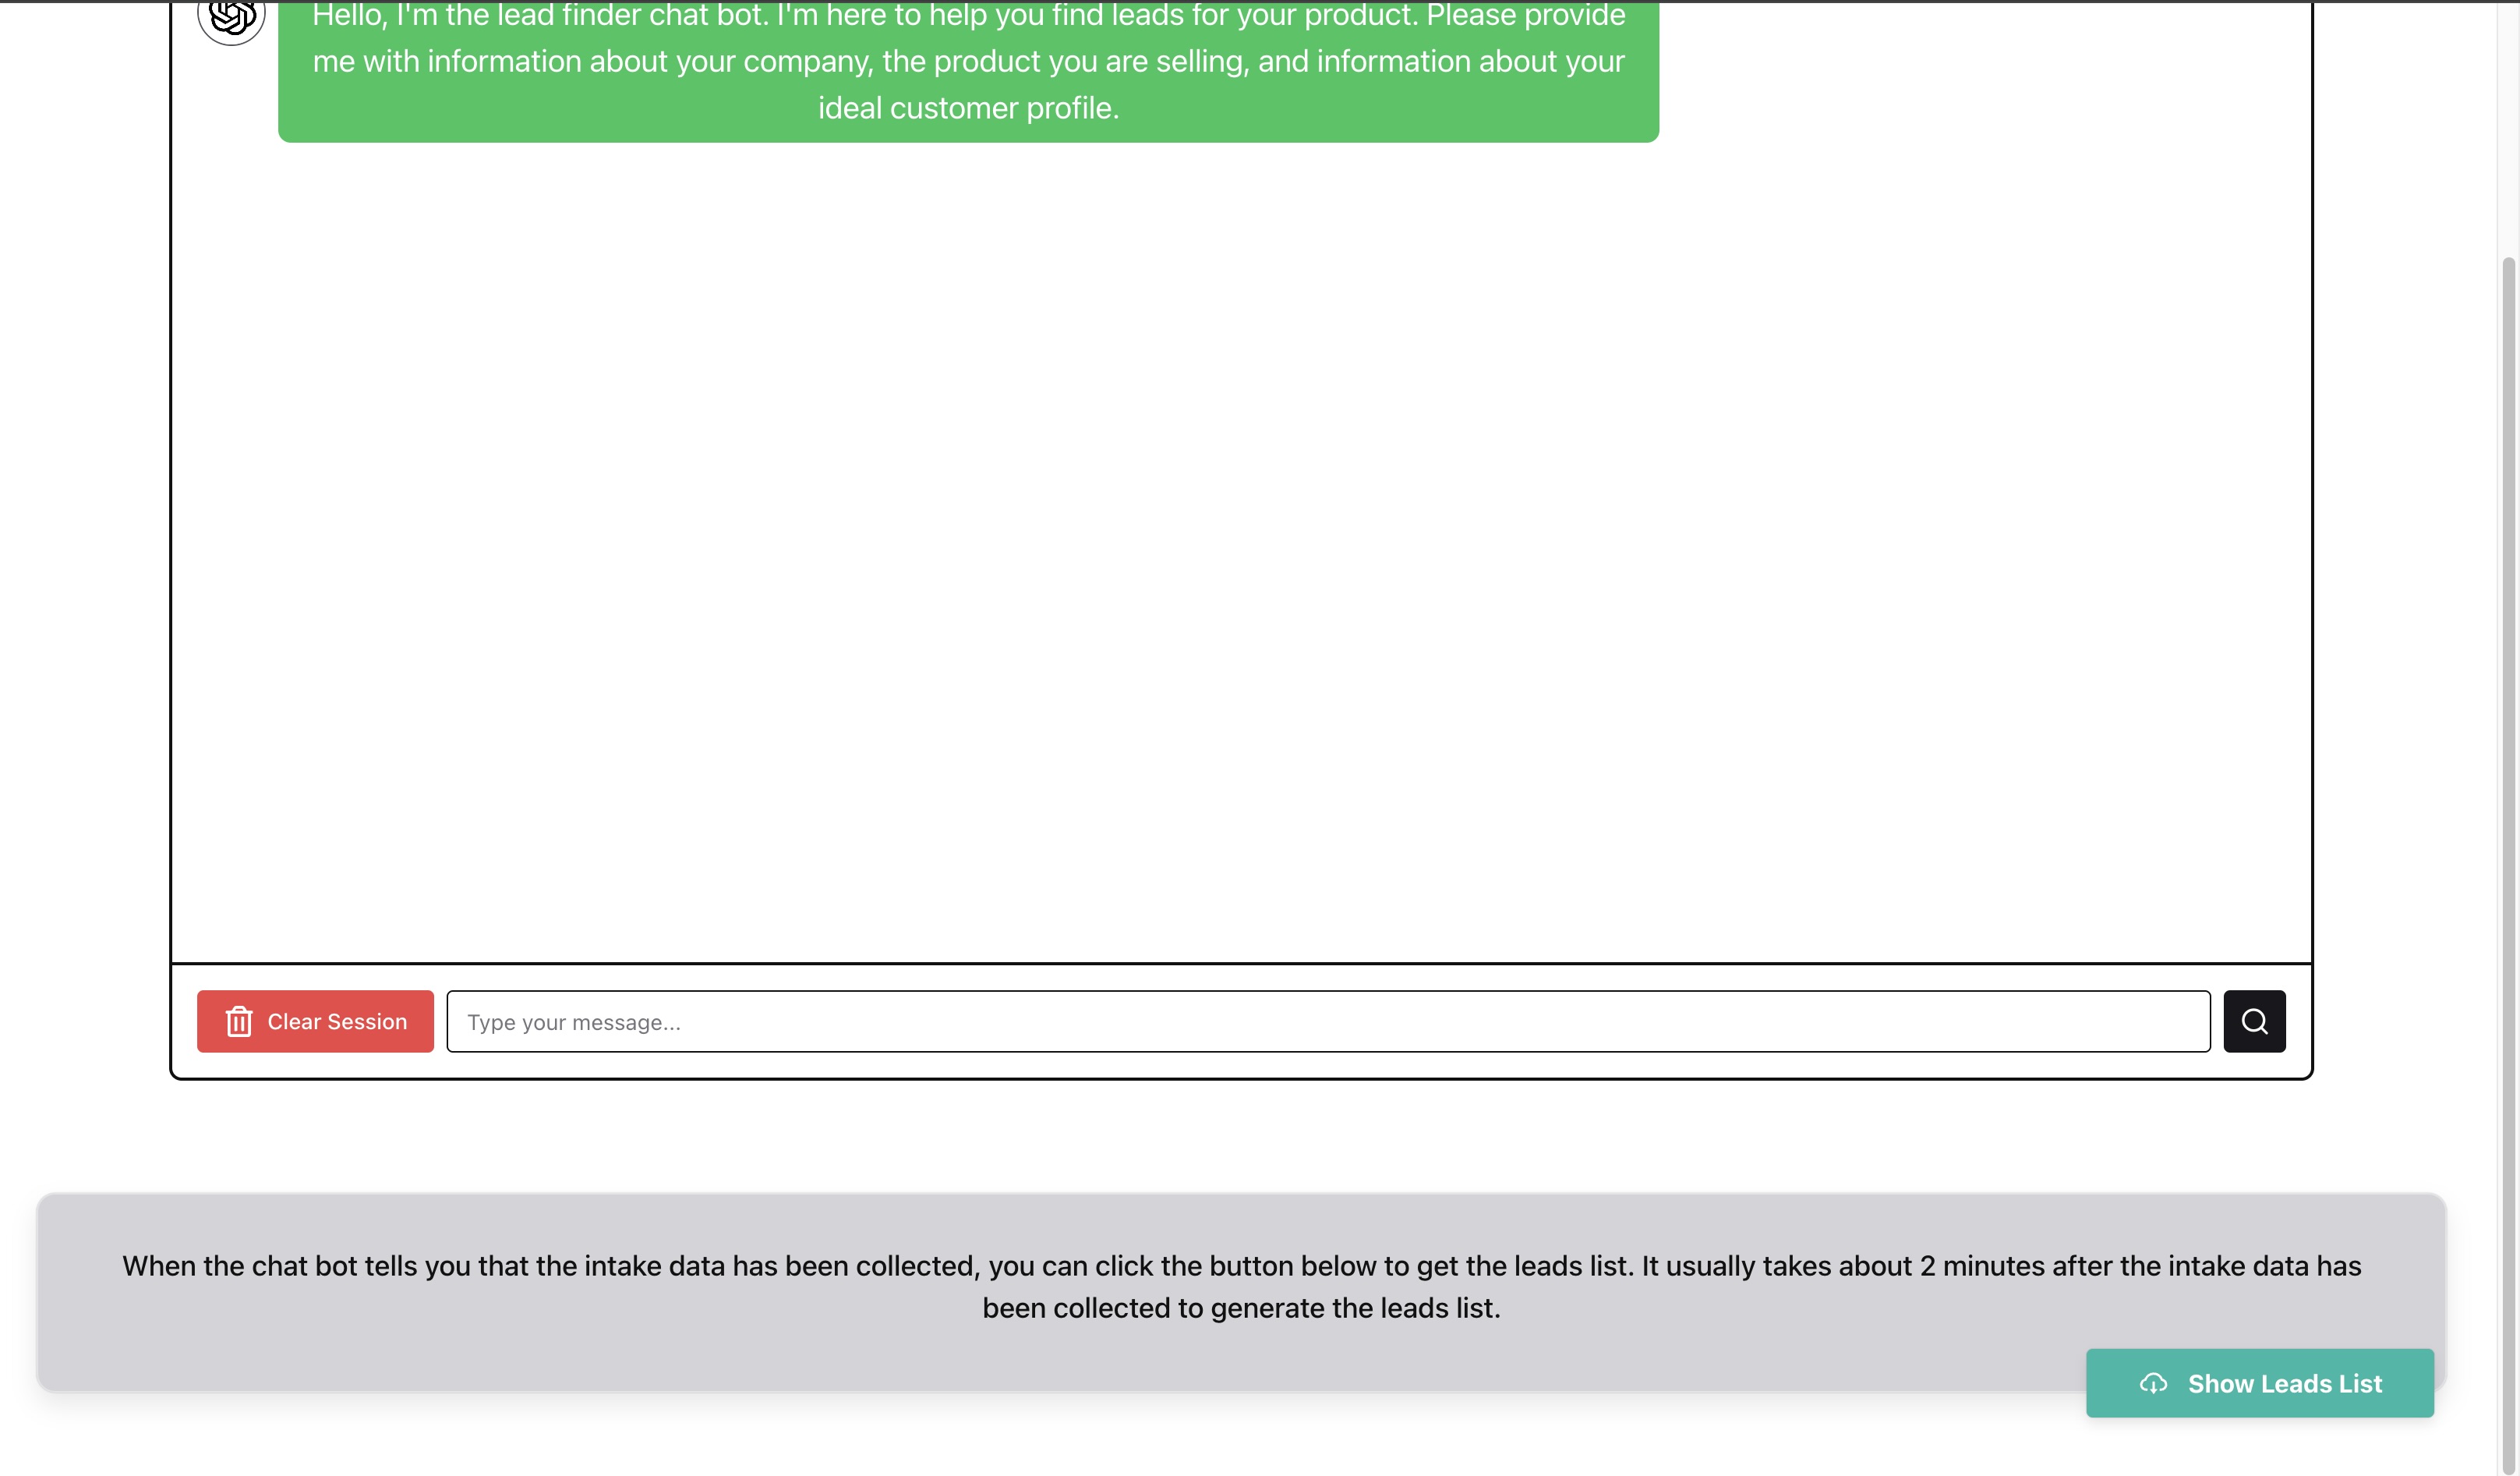 Hello, I'm the lead finder chat bot. I'm here to help you find leads for your product. Please provide
me with information about your company, the product you are selling, and information about your
ideal customer profile.
Clear Session
Type your message...
When the chat bot tells you that the intake data has been collected, you can click the button below to get the leads list. It usually takes about 2 minutes after the intake data has
been collected to generate the leads list.
Show Leads List